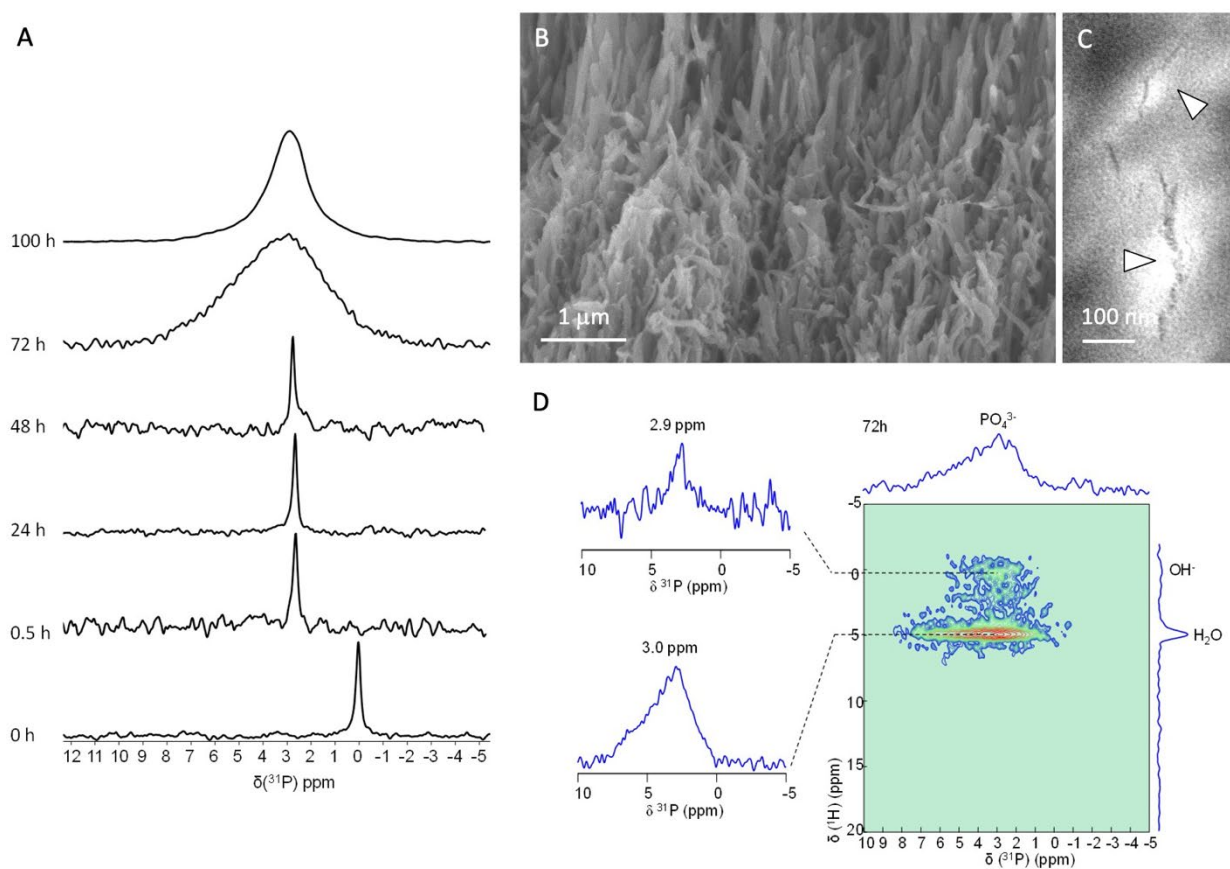 A
100 h
72 h
48 h
24 h
0.5 h
0 h
12 11 10 9 8 7 6 5 4 3 2 1 0 -1 -2 -3 -4 -5
δ(³¹P) ppm
B
1 μm
C
100 nm
D
2.9 ppm
10 5 0 -5
δ ³¹P (ppm)
3.0 ppm
10 5 0 -5
δ ³¹P (ppm)
72h
PO₄³⁻
-5
0
5
10
15
20
δ (¹H) (ppm)
OH⁻
H₂O
10 9 8 7 6 5 4 3 2 1 0 -1 -2 -3 -4 -5
δ (³¹P) (ppm)